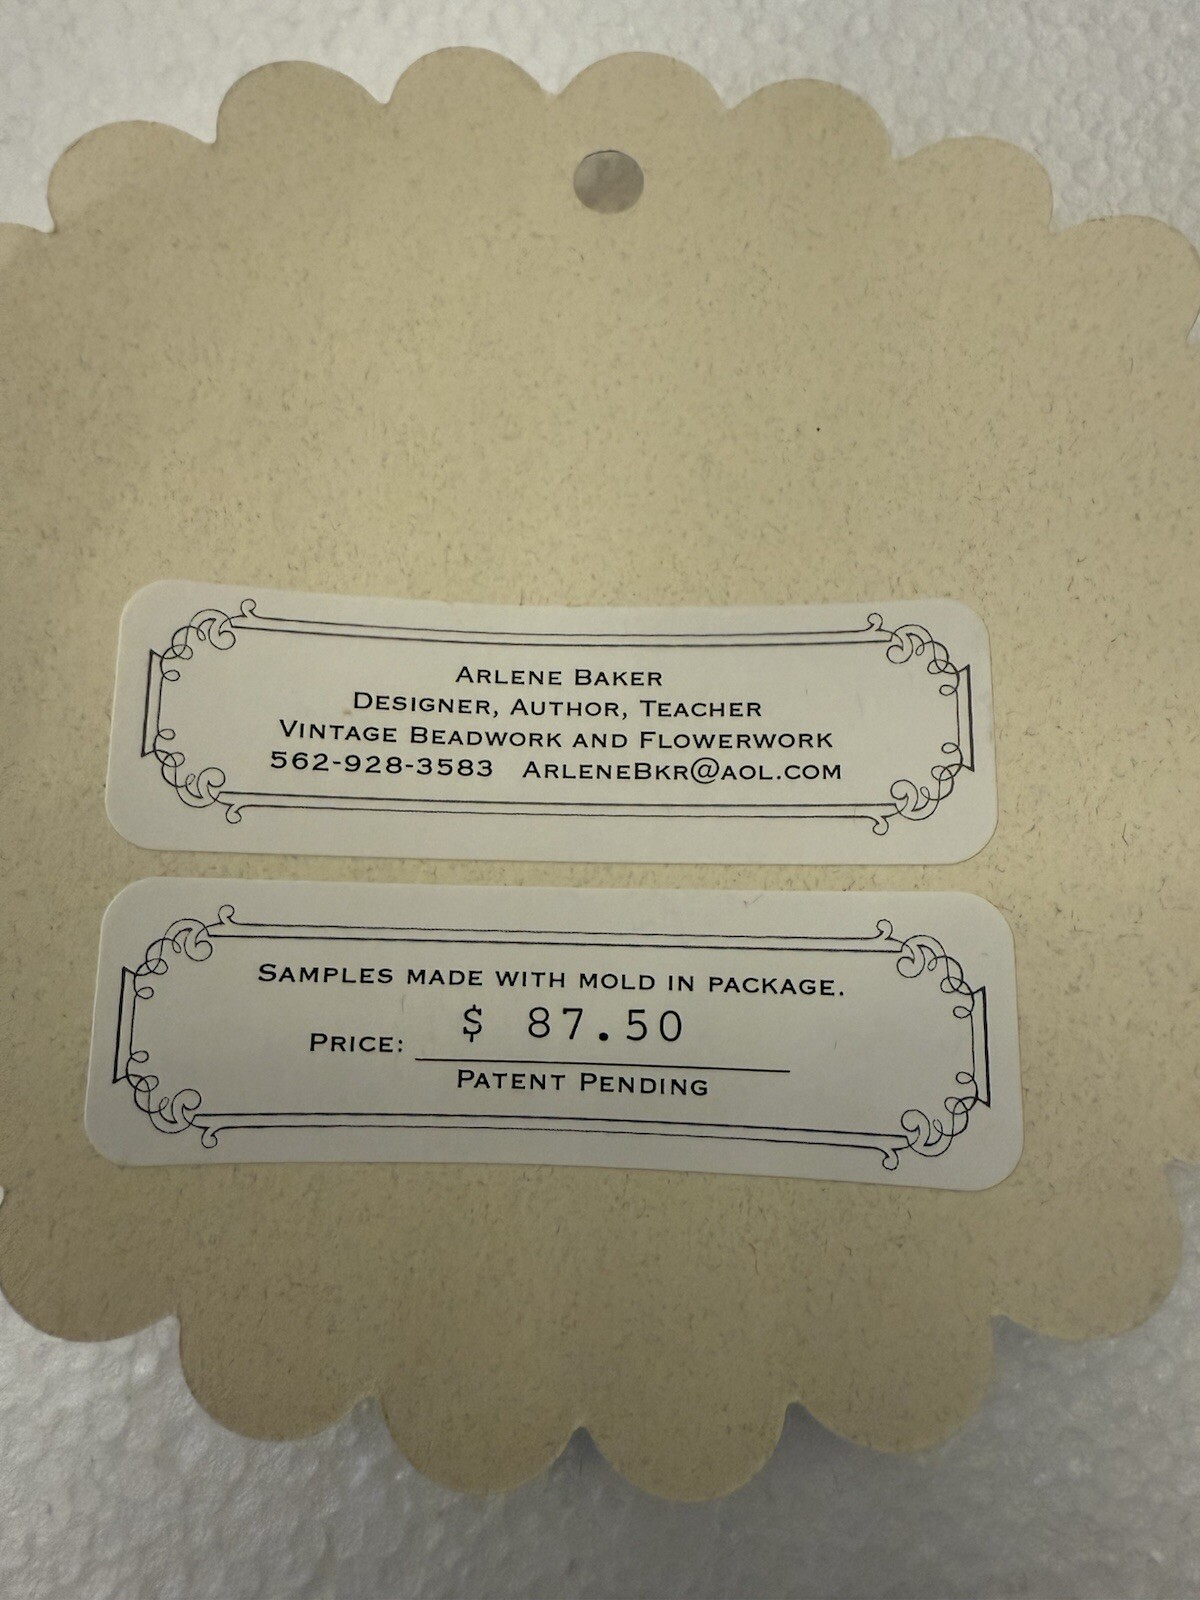 ARLENE BAKER
DESIGNER, AUTHOR, TEACHER
VINTAGE BEADWORK AND FLOWERWORK
562-928-3583 ARLENEBKR@AOL.COM
SAMPLES MADE WITH MOLD IN PACKAGE.
PRICE: $ 87.50
PATENT PENDING